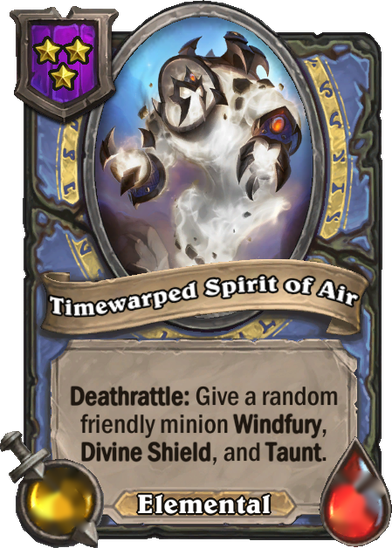 Timewarped Spirit of Air
Deathrattle: Give a random
friendly minion Windfury,
Divine Shield, and Taunt.
Elemental